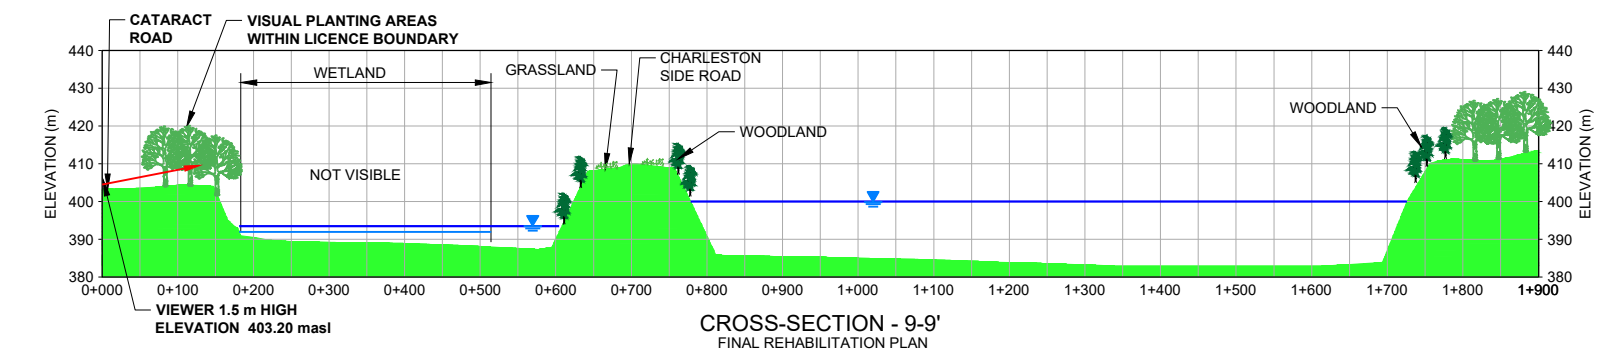 CATARACT
ROAD
VISUAL PLANTING AREAS
WITHIN LICENCE BOUNDARY
WETLAND
GRASSLAND
CHARLESTON
SIDE ROAD
WOODLAND
WOODLAND
NOT VISIBLE
ELEVATION (m)
440
430
420
410
400
390
380
440
430
420
410
400
390
380
ELEVATION (m)
0+000 0+100 0+200 0+300 0+400 0+500 0+600 0+700 0+800 0+900 1+000 1+100 1+200 1+300 1+400 1+500 1+600 1+700 1+800 1+900
VIEWER 1.5 m HIGH
ELEVATION 403.20 masl
CROSS-SECTION - 9-9'
FINAL REHABILITATION PLAN